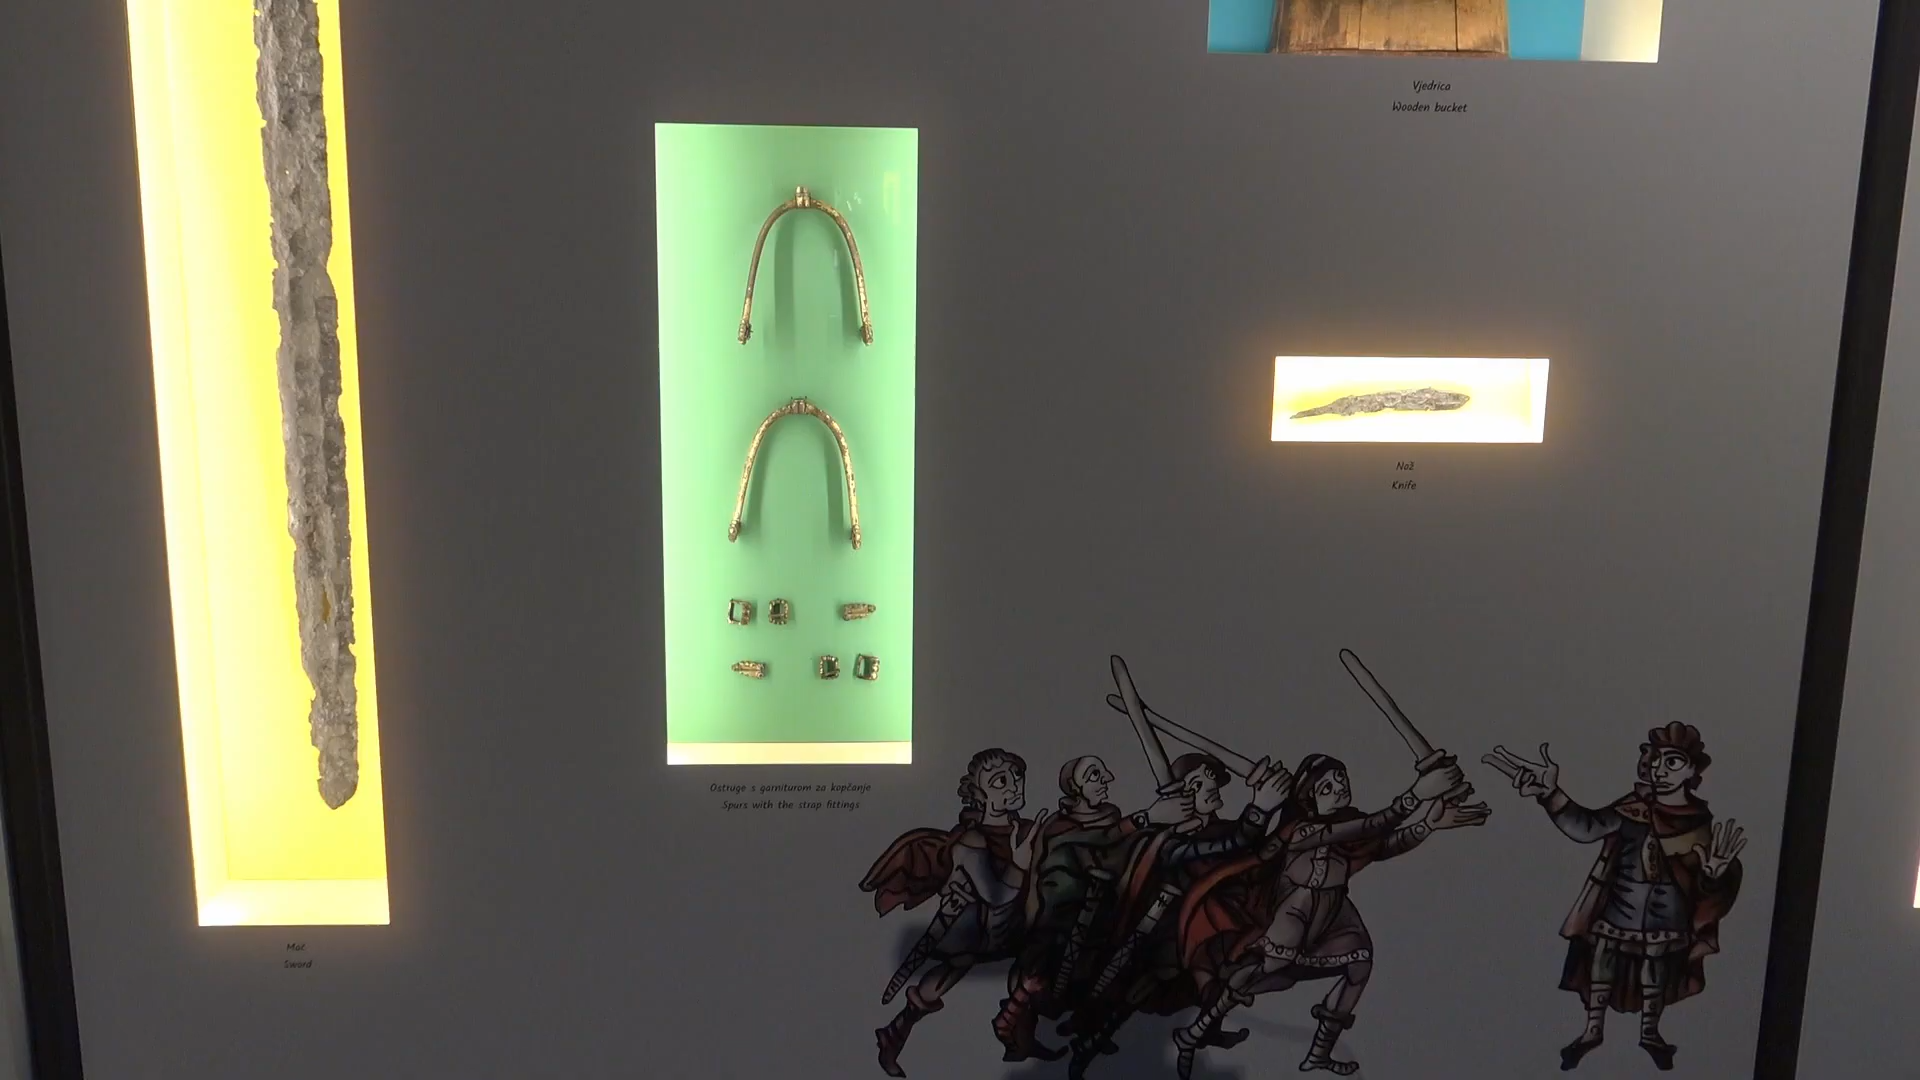 Vjedrica
Wooden bucket
Nož
Knife
Ostruge s garniturom za kopčanje
Spurs with the strap fittings
Mač
Sword